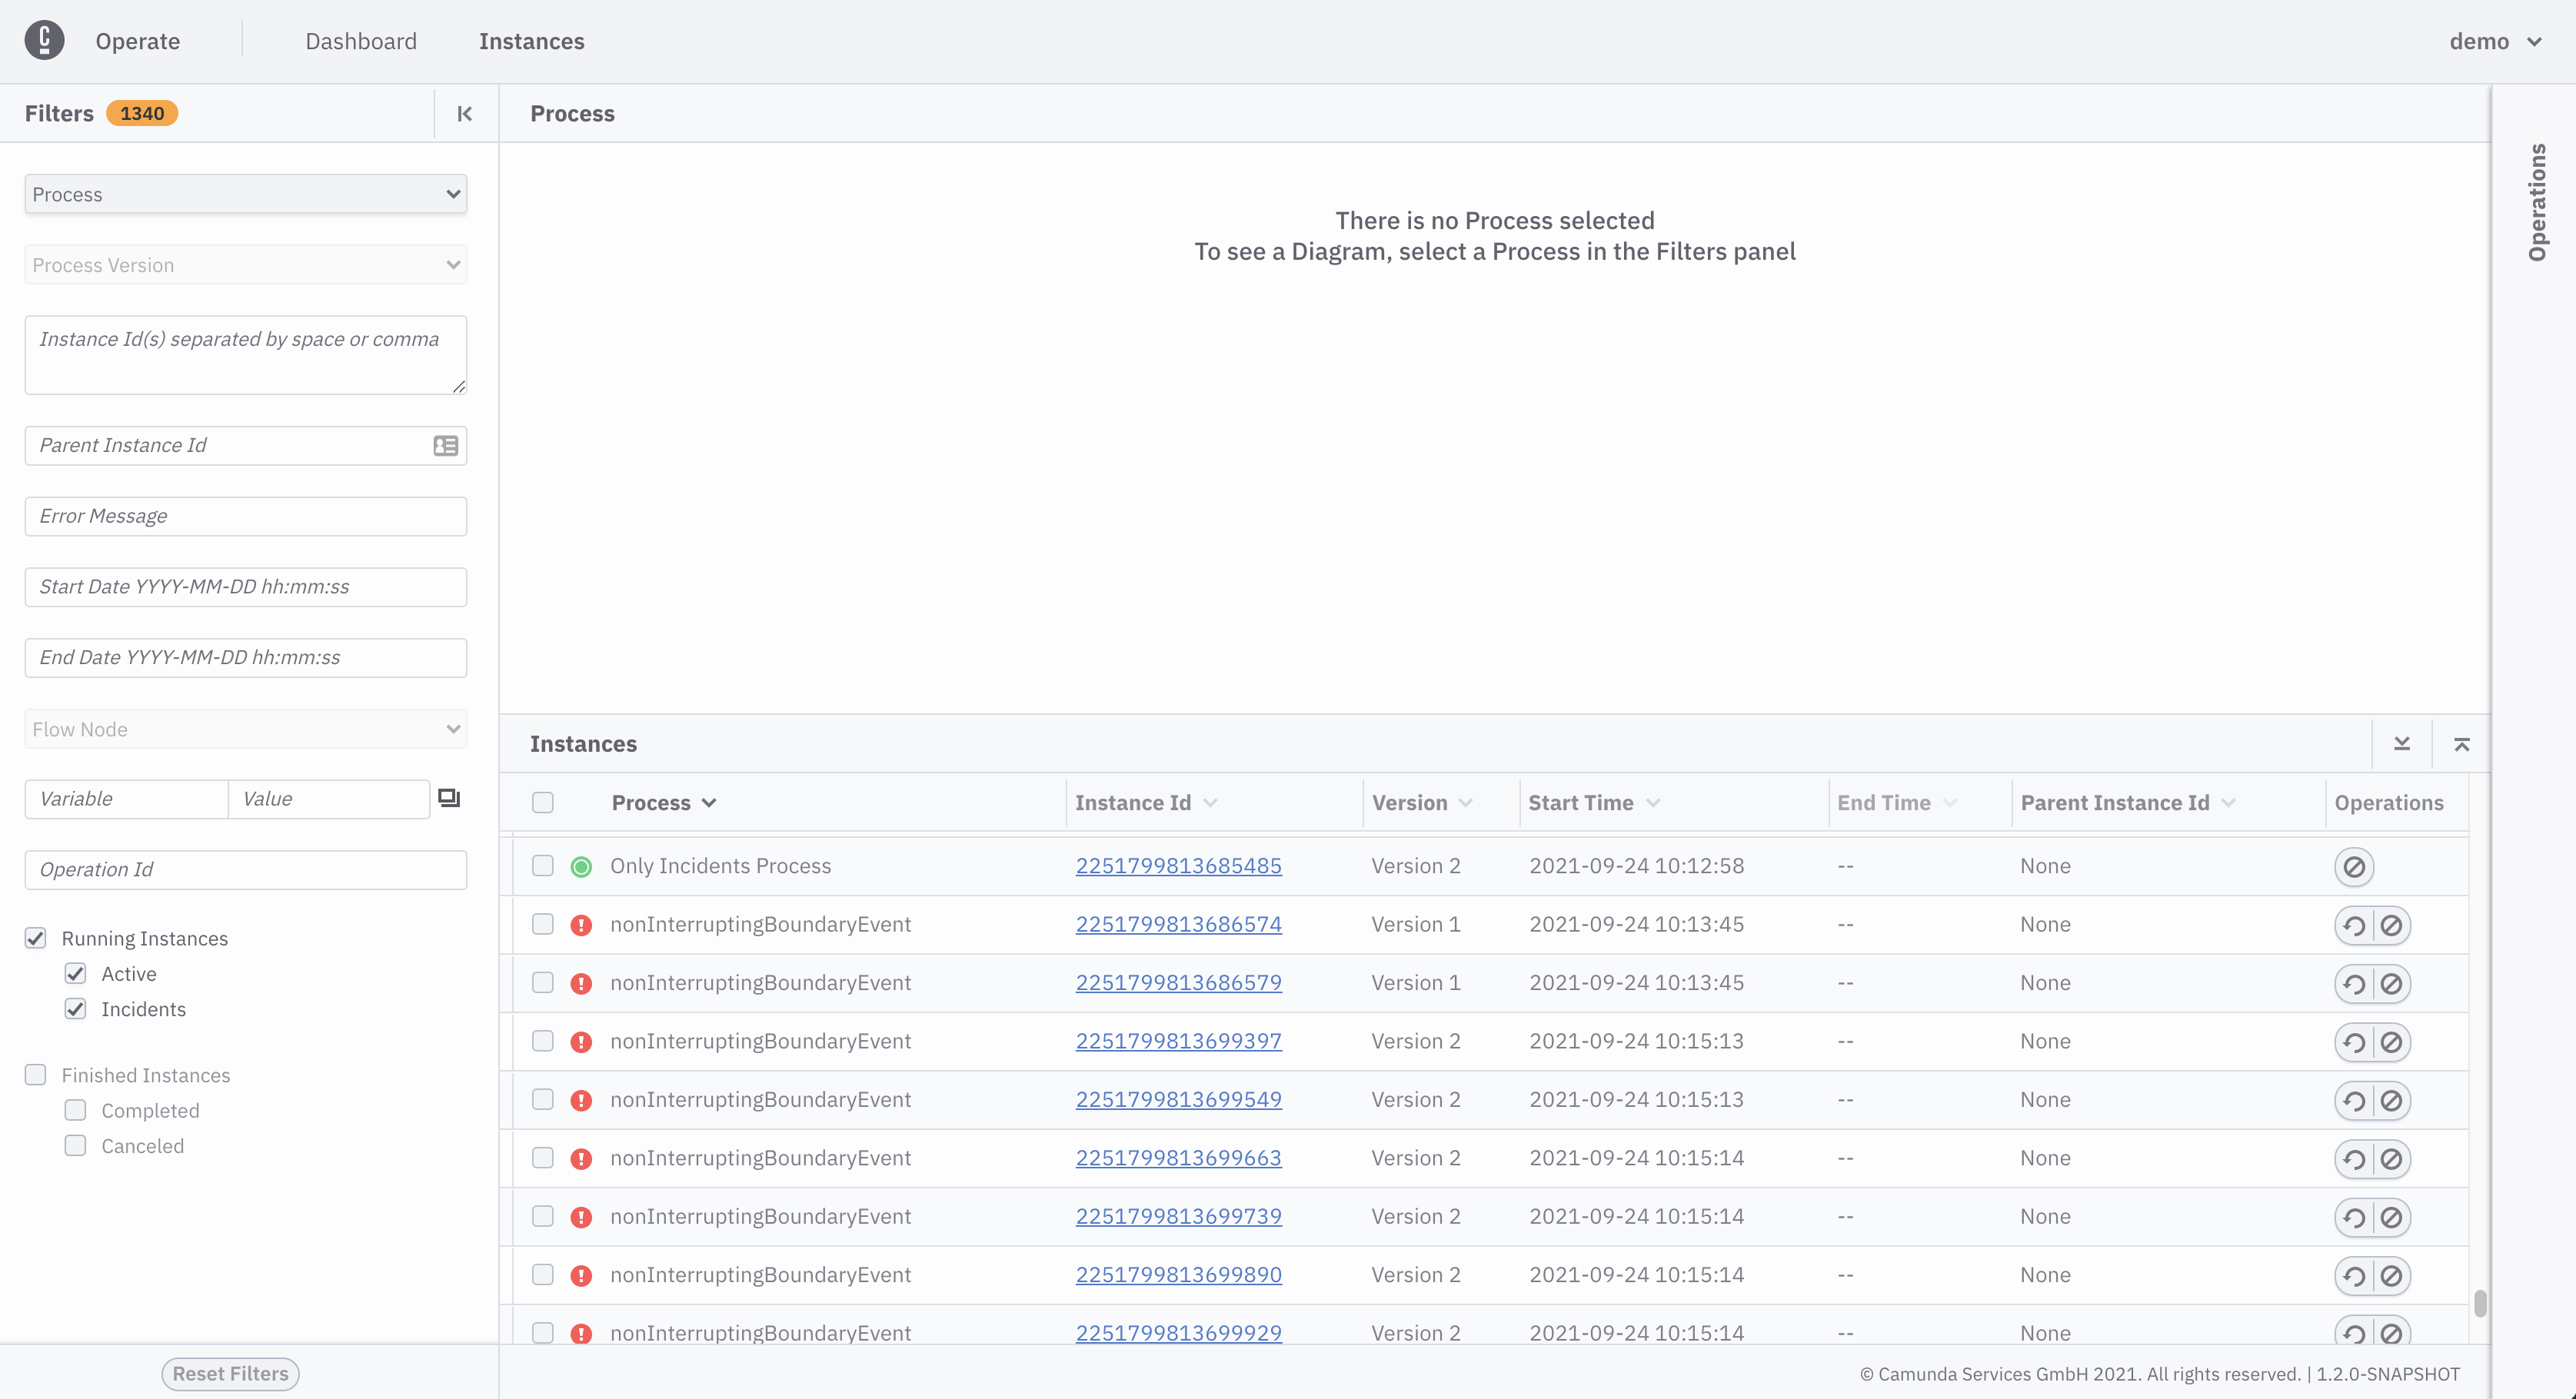 Operate
Dashboard
Instances
demo
Filters 1340
Process
Process Version
Instance Id(s) separated by space or comma
Parent Instance Id
Error Message
Start Date YYYY-MM-DD hh:mm:ss
End Date YYYY-MM-DD hh:mm:ss
Flow Node
Variable Value
Operation Id
Running Instances
Active
Incidents
Finished Instances
Completed
Canceled
Reset Filters
Process
There is no Process selected
To see a Diagram, select a Process in the Filters panel
Instances
Process Instance Id Version Start Time End Time Parent Instance Id Operations
Only Incidents Process 2251799813685485 Version 2 2021-09-24 10:12:58 -- None
nonInterruptingBoundaryEvent 2251799813686574 Version 1 2021-09-24 10:13:45 -- None
nonInterruptingBoundaryEvent 2251799813686579 Version 1 2021-09-24 10:13:45 -- None
nonInterruptingBoundaryEvent 2251799813699397 Version 2 2021-09-24 10:15:13 -- None
nonInterruptingBoundaryEvent 2251799813699549 Version 2 2021-09-24 10:15:13 -- None
nonInterruptingBoundaryEvent 2251799813699663 Version 2 2021-09-24 10:15:14 -- None
nonInterruptingBoundaryEvent 2251799813699739 Version 2 2021-09-24 10:15:14 -- None
nonInterruptingBoundaryEvent 2251799813699890 Version 2 2021-09-24 10:15:14 -- None
nonInterruptingBoundaryEvent 2251799813699929 Version 2 2021-09-24 10:15:14 -- None
© Camunda Services GmbH 2021. All rights reserved. | 1.2.0-SNAPSHOT
Operations